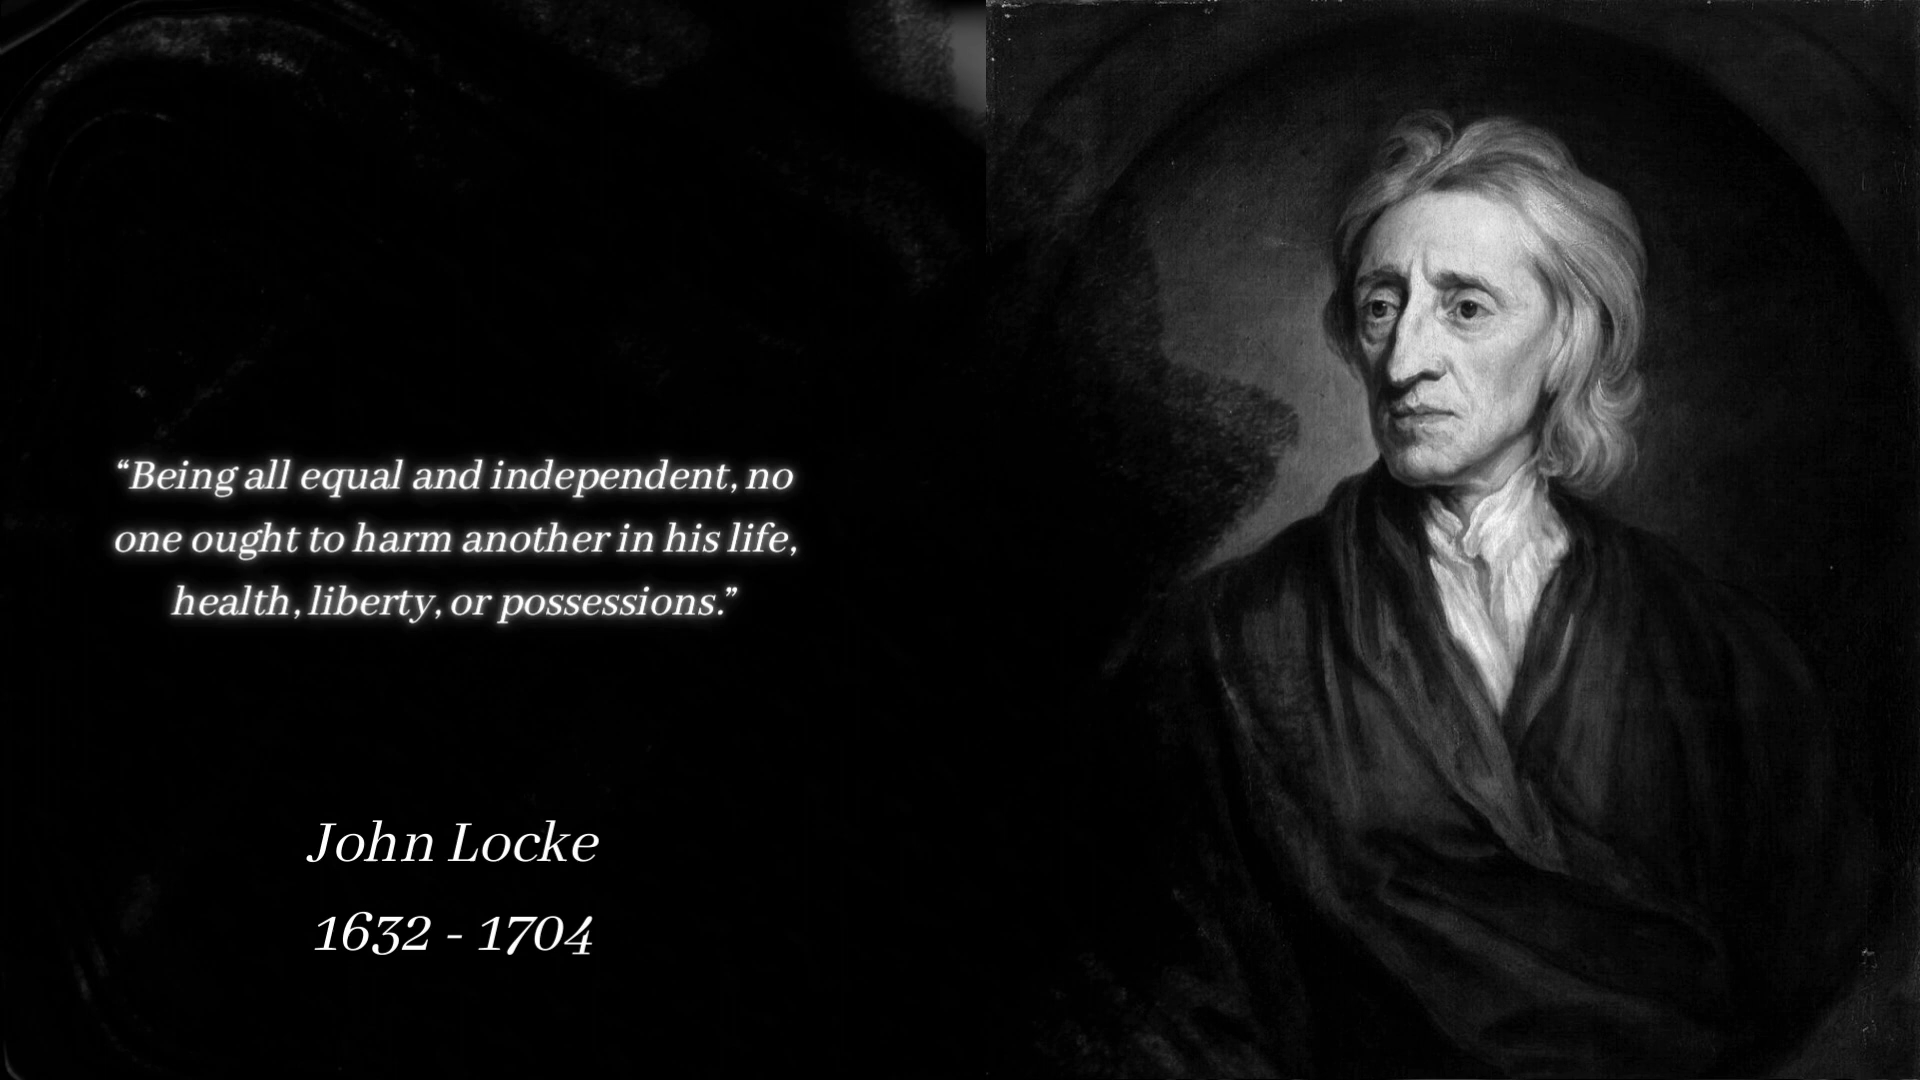 “Being all equal and independent, no
one ought to harm another in his life,
health, liberty, or possessions.”
John Locke
1632 - 1704